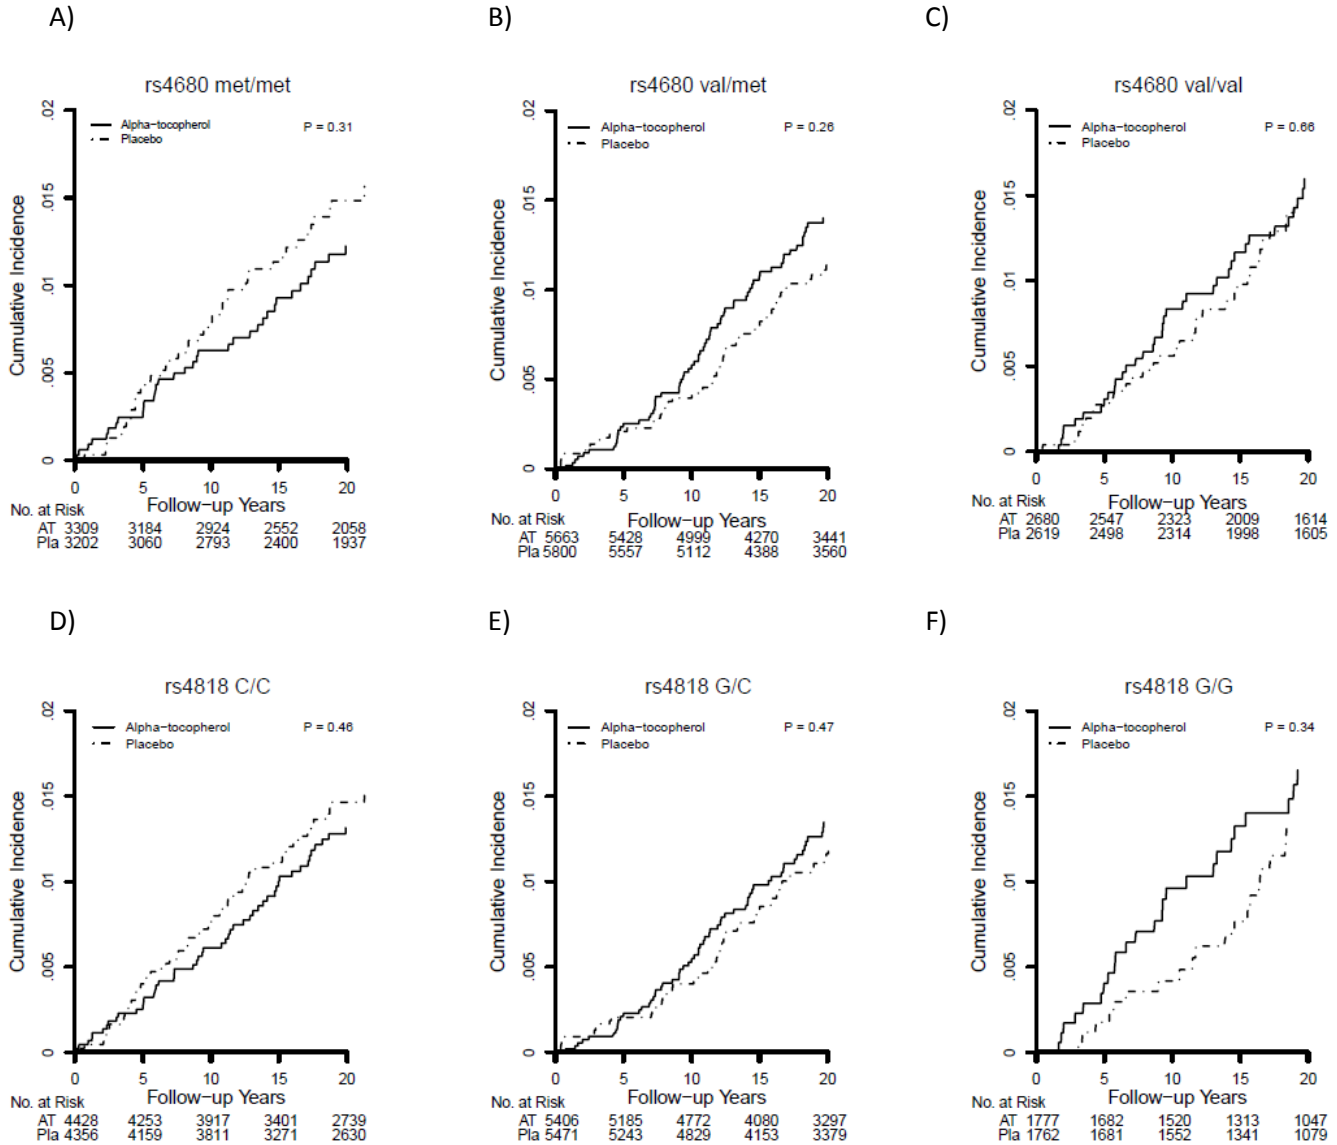 A)
rs4680 met/met
Alpha-tocopherol
Placebo
P = 0.31
Cumulative Incidence
.02
.015
.01
.005
0
0 5 10 15 20
Follow-up Years
No. at Risk
AT 3309 3184 2924 2552 2058
Pla 3202 3060 2793 2400 1937
B)
rs4680 val/met
Alpha-tocopherol
Placebo
P = 0.26
Cumulative Incidence
.02
.015
.01
.005
0
0 5 10 15 20
Follow-up Years
No. at Risk
AT 5663 5428 4999 4270 3441
Pla 5800 5557 5112 4388 3560
C)
rs4680 val/val
Alpha-tocopherol
Placebo
P = 0.66
Cumulative Incidence
.02
.015
.01
.005
0
0 5 10 15 20
Follow-up Years
No. at Risk
AT 2680 2547 2323 2009 1614
Pla 2619 2498 2314 1998 1605
D)
rs4818 C/C
Alpha-tocopherol
Placebo
P = 0.46
Cumulative Incidence
.02
.015
.01
.005
0
0 5 10 15 20
Follow-up Years
No. at Risk
AT 4428 4253 3917 3401 2739
Pla 4356 4159 3811 3271 2630
E)
rs4818 G/C
Alpha-tocopherol
Placebo
P = 0.47
Cumulative Incidence
.02
.015
.01
.005
0
0 5 10 15 20
Follow-up Years
No. at Risk
AT 5406 5185 4772 4080 3297
Pla 5471 5243 4829 4153 3379
F)
rs4818 G/G
Alpha-tocopherol
Placebo
P = 0.34
Cumulative Incidence
.02
.015
.01
.005
0
0 5 10 15 20
Follow-up Years
No. at Risk
AT 1777 1682 1520 1313 1047
Pla 1762 1681 1552 1341 1079